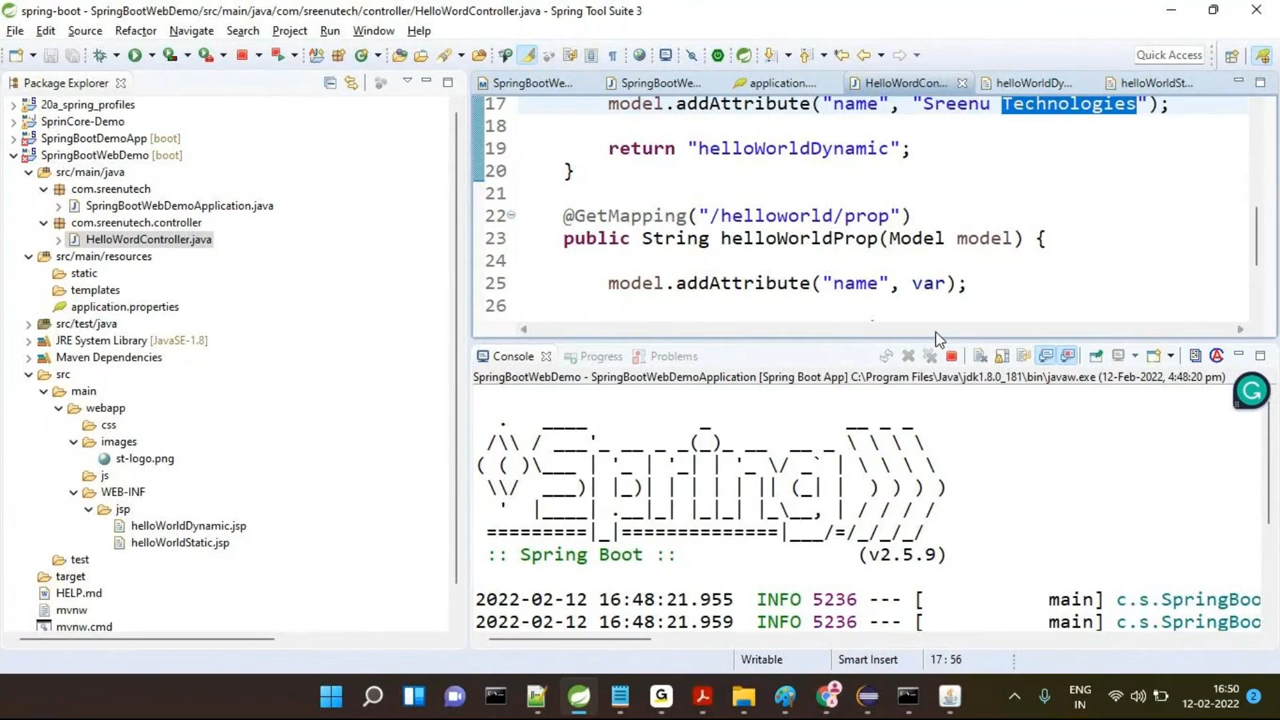 spring-boot - SpringBootWebDemo/src/main/java/com/sreenutech/controller/HelloWordController.java - Spring Tool Suite 3
File Edit Source Refactor Navigate Search Project Run Window Help
Quick Access
Package Explorer
20a_spring_profiles
SprinCore-Demo
SpringBootDemoApp [boot]
SpringBootWebDemo [boot]
src/main/java
com.sreenutech
SpringBootWebDemoApplication.java
com.sreenutech.controller
HelloWordController.java
src/main/resources
static
templates
application.properties
src/test/java
JRE System Library [JavaSE-1.8]
Maven Dependencies
src
main
webapp
css
images
st-logo.png
js
WEB-INF
jsp
helloWorldDynamic.jsp
helloWorldStatic.jsp
test
target
HELP.md
mvnw
mvnw.cmd
SpringBootWe... SpringBootWe... application.... HelloWordCon... helloWorldDy... helloWorldSt...
17 model.addAttribute("name", "Sreenu Technologies");
18
19 return "helloWorldDynamic";
20 }
21
22 @GetMapping("/helloworld/prop")
23 public String helloWorldProp(Model model) {
24
25 model.addAttribute("name", var);
26
Console Progress Problems
SpringBootWebDemo - SpringBootWebDemoApplication [Spring Boot App] C:\Program Files\Java\jdk1.8.0_181\bin\javaw.exe (12-Feb-2022, 4:48:20 pm)
Spring
:: Spring Boot :: (v2.5.9)
2022-02-12 16:48:21.955 INFO 5236 --- [ main] c.s.SpringBoo
2022-02-12 16:48:21.959 INFO 5236 --- [ main] c.s.SpringBoo
Writable Smart Insert 17 : 56
ENG
IN
16:50
12-02-2022
2